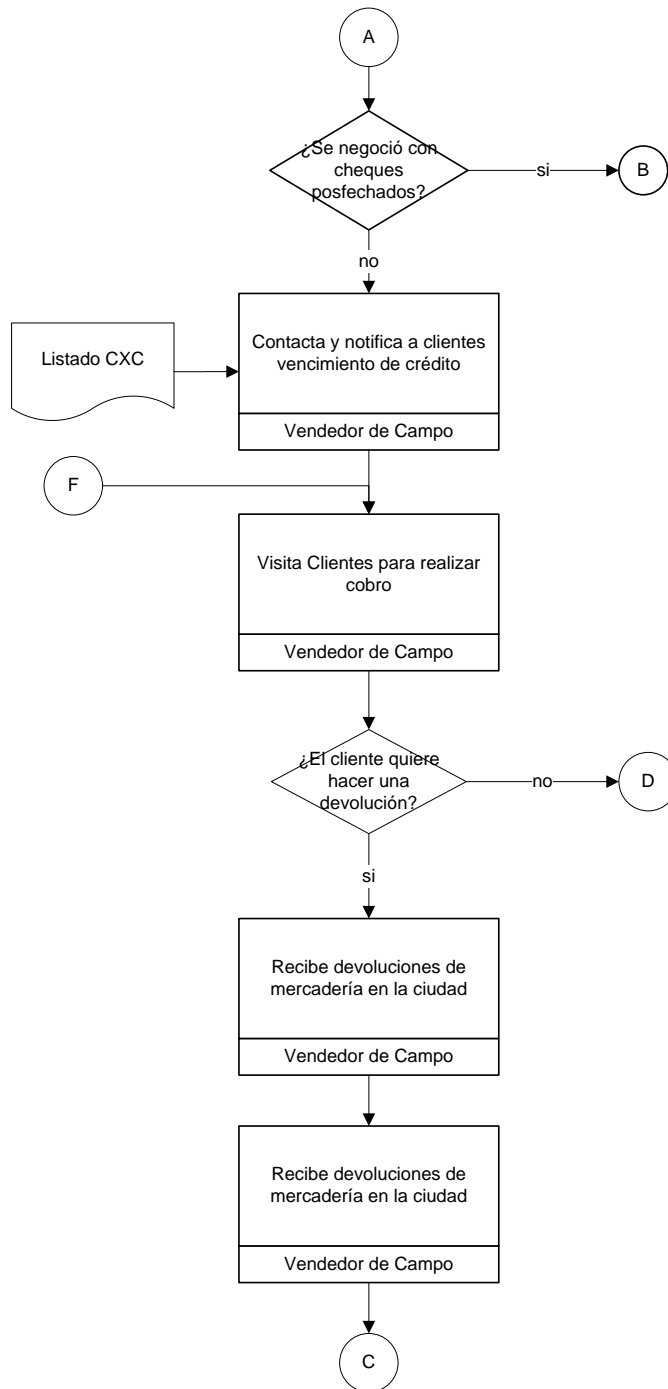 A
¿Se negoció con
cheques
posfechados?
si
B
no
Contacta y notifica a clientes
vencimiento de crédito
Listado CXC
Vendedor de Campo
F
Visita Clientes para realizar
cobro
Vendedor de Campo
¿El cliente quiere
hacer una
devolución?
no
D
si
Recibe devoluciones de
mercadería en la ciudad
Vendedor de Campo
Recibe devoluciones de
mercadería en la ciudad
Vendedor de Campo
C